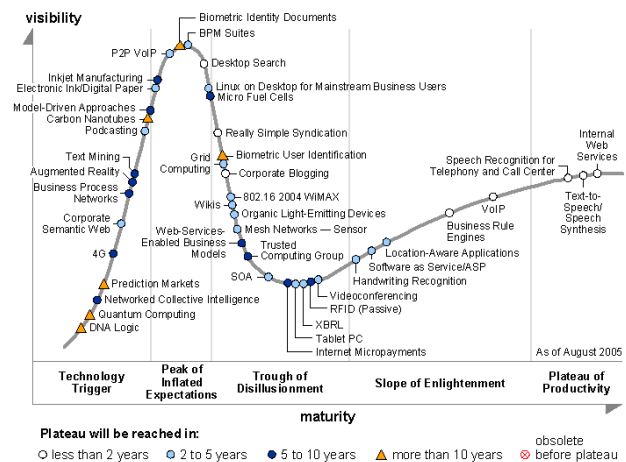 visibility
Biometric Identity Documents
BPM Suites
P2P VoIP
Desktop Search
Inkjet Manufacturing
Electronic Ink/Digital Paper
Linux on Desktop for Mainstream Business Users
Micro Fuel Cells
Model-Driven Approaches
Carbon Nanotubes
Podcasting
Really Simple Syndication
Text Mining
Augmented Reality
Business Process
Networks
Grid
Computing
Biometric User Identification
Corporate Blogging
Internal
Web
Services
Speech Recognition for
Telephony and Call Center
Text-to-
Speech/
Speech
Synthesis
Corporate
Semantic Web
802.16 2004 WiMAX
Wikis
Organic Light-Emitting Devices
VoIP
Business Rule
Engines
4G
Web-Services-
Enabled Business
Models
Mesh Networks — Sensor
Trusted
Computing Group
Location-Aware Applications
Software as Service/ASP
Handwriting Recognition
SOA
Prediction Markets
Networked Collective Intelligence
Quantum Computing
DNA Logic
Videoconferencing
RFID (Passive)
XBRL
Tablet PC
Internet Micropayments
As of August 2005
Technology
Trigger
Peak of
Inflated
Expectations
Trough of
Disillusionment
Slope of Enlightenment
Plateau of
Productivity
maturity
Plateau will be reached in:
less than 2 years
2 to 5 years
5 to 10 years
more than 10 years
obsolete
before plateau